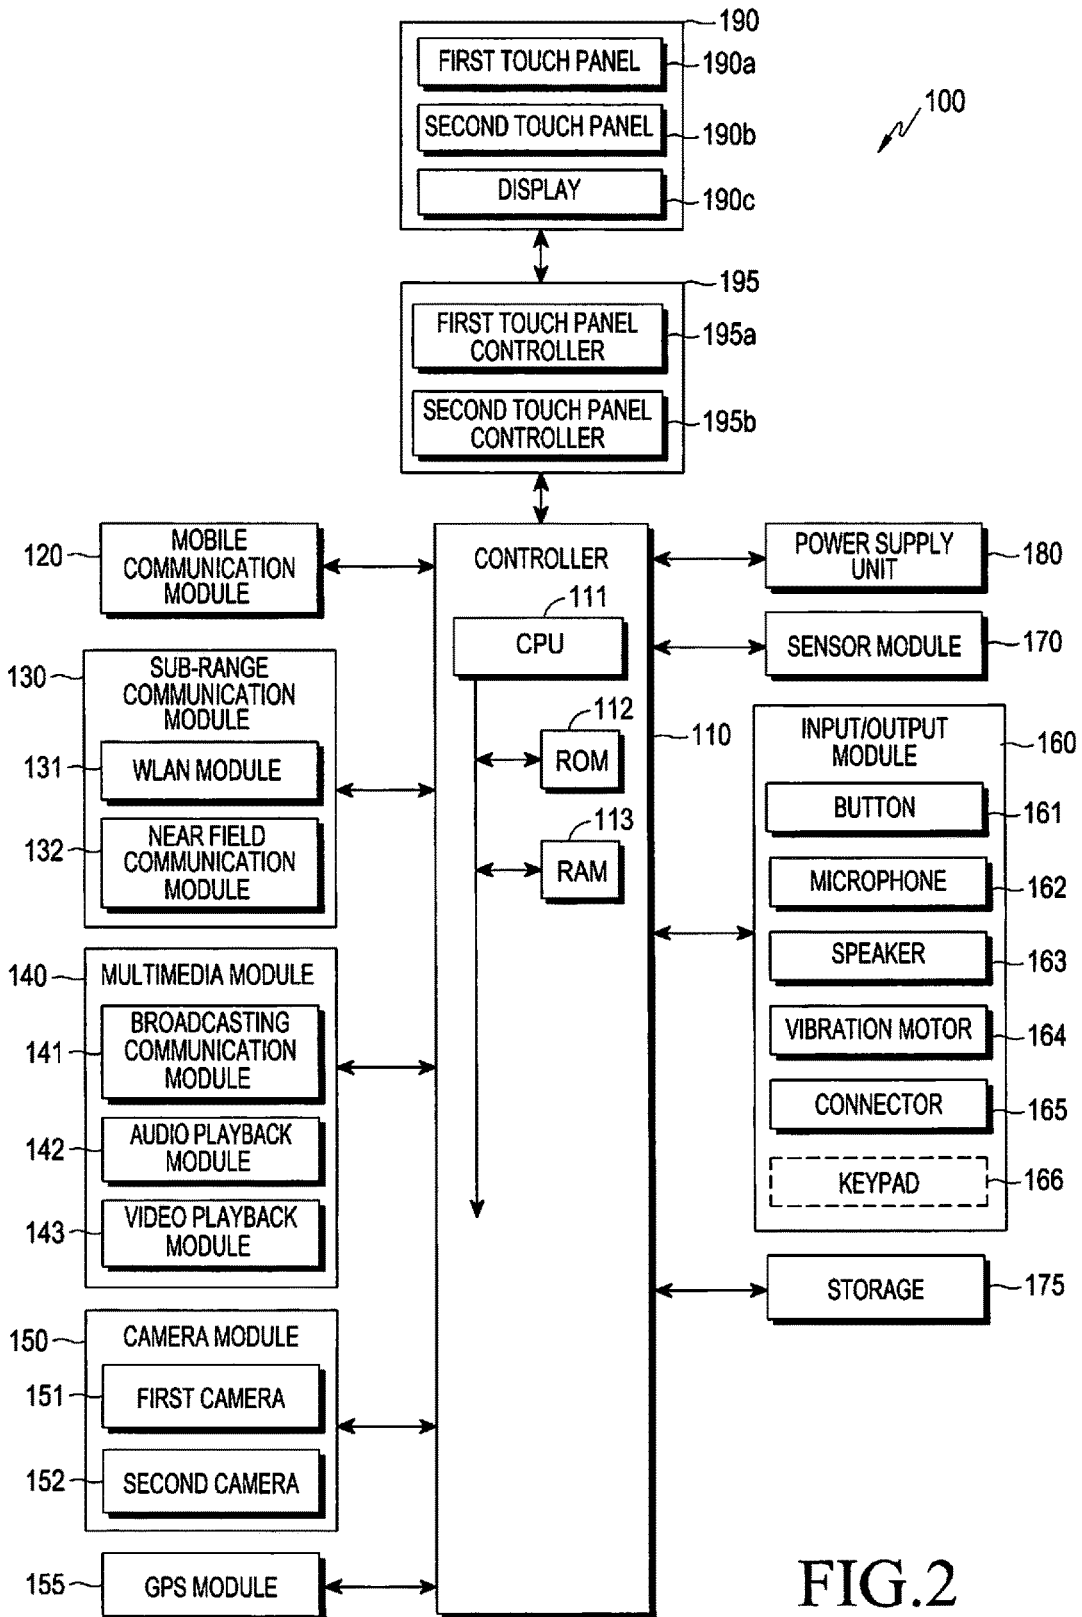 190
FIRST TOUCH PANEL
190a
SECOND TOUCH PANEL
190b
DISPLAY
190c
100
195
FIRST TOUCH PANEL
CONTROLLER
195a
SECOND TOUCH PANEL
CONTROLLER
195b
120
MOBILE
COMMUNICATION
MODULE
130
SUB-RANGE
COMMUNICATION
MODULE
131
WLAN MODULE
132
NEAR FIELD
COMMUNICATION
MODULE
140
MULTIMEDIA MODULE
141
BROADCASTING
COMMUNICATION
MODULE
142
AUDIO PLAYBACK
MODULE
143
VIDEO PLAYBACK
MODULE
150
CAMERA MODULE
151
FIRST CAMERA
152
SECOND CAMERA
155
GPS MODULE
CONTROLLER
111
CPU
112
ROM
110
113
RAM
POWER SUPPLY
UNIT
180
SENSOR MODULE
170
INPUT/OUTPUT
MODULE
160
BUTTON
161
MICROPHONE
162
SPEAKER
163
VIBRATION MOTOR
164
CONNECTOR
165
KEYPAD
166
STORAGE
175
FIG.2